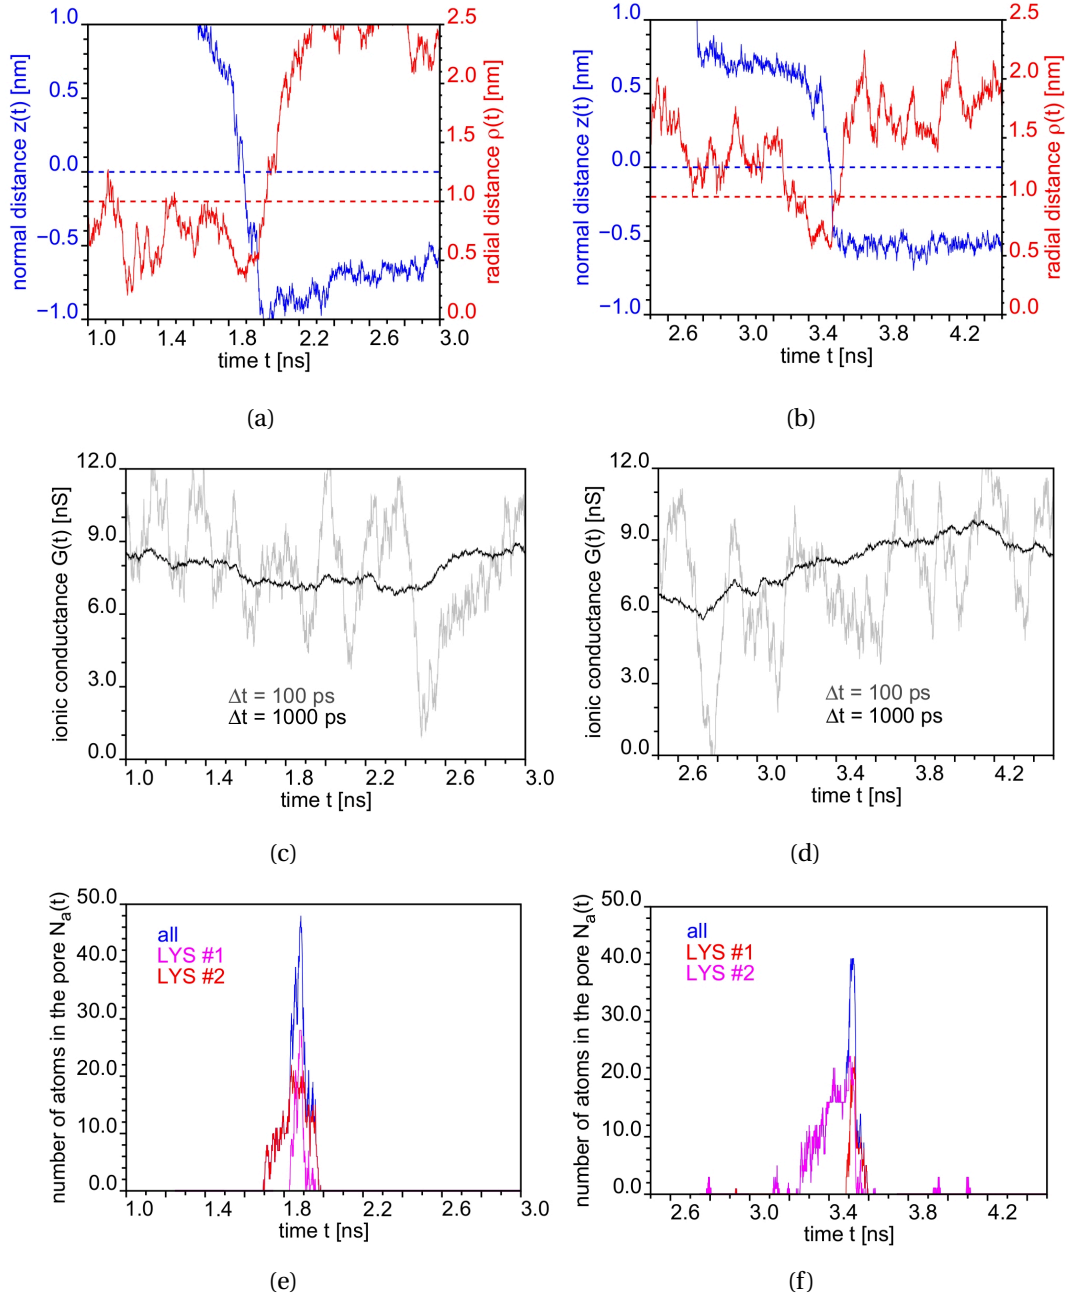 1.0
0.5
0.0
−0.5
−1.0
normal distance z(t) [nm]
2.5
2.0
1.5
1.0
0.5
0.0
radial distance ρ(t) [nm]
1.0 1.4 1.8 2.2 2.6 3.0
time t [ns]
(a)
1.0
0.5
0.0
−0.5
−1.0
normal distance z(t) [nm]
2.5
2.0
1.5
1.0
0.5
0.0
radial distance ρ(t) [nm]
2.6 3.0 3.4 3.8 4.2
time t [ns]
(b)
12.0
9.0
6.0
3.0
0.0
ionic conductance G(t) [nS]
Δt = 100 ps
Δt = 1000 ps
1.0 1.4 1.8 2.2 2.6 3.0
time t [ns]
(c)
12.0
9.0
6.0
3.0
0.0
ionic conductance G(t) [nS]
Δt = 100 ps
Δt = 1000 ps
2.6 3.0 3.4 3.8 4.2
time t [ns]
(d)
50.0
40.0
30.0
20.0
10.0
0.0
number of atoms in the pore Na(t)
all
LYS #1
LYS #2
1.0 1.4 1.8 2.2 2.6 3.0
time t [ns]
(e)
50.0
40.0
30.0
20.0
10.0
0.0
number of atoms in the pore Na(t)
all
LYS #1
LYS #2
2.6 3.0 3.4 3.8 4.2
time t [ns]
(f)